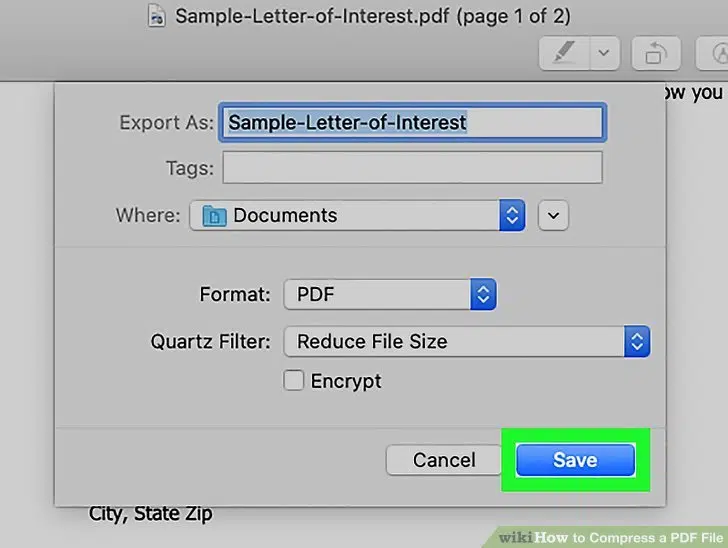 Sample-Letter-of-Interest.pdf (page 1 of 2)
ow you
Export As: Sample-Letter-of-Interest
Tags:
Where: Documents
Format: PDF
Quartz Filter: Reduce File Size
Encrypt
Cancel Save
City, State Zip
wikiHow to Compress a PDF File